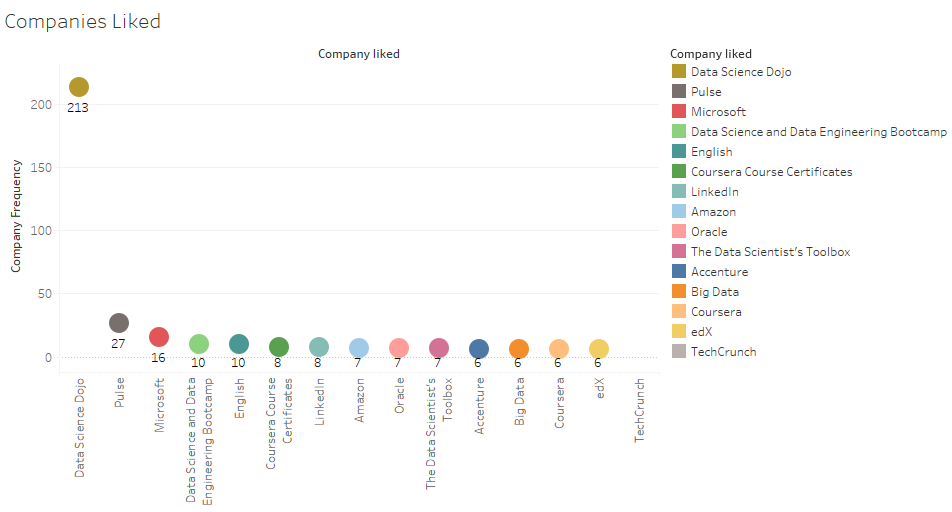 Companies Liked
Company liked
Company Frequency
200
150
100
50
0
213
27
16
10
10
8
8
7
7
7
6
6
6
6
Data Science Dojo
Pulse
Microsoft
Data Science and Data
Engineering Bootcamp
English
Coursera Course
Certificates
LinkedIn
Amazon
Oracle
The Data Scientist's
Toolbox
Accenture
Big Data
Coursera
edX
TechCrunch
Company liked
Data Science Dojo
Pulse
Microsoft
Data Science and Data Engineering Bootcamp
English
Coursera Course Certificates
LinkedIn
Amazon
Oracle
The Data Scientist's Toolbox
Accenture
Big Data
Coursera
edX
TechCrunch